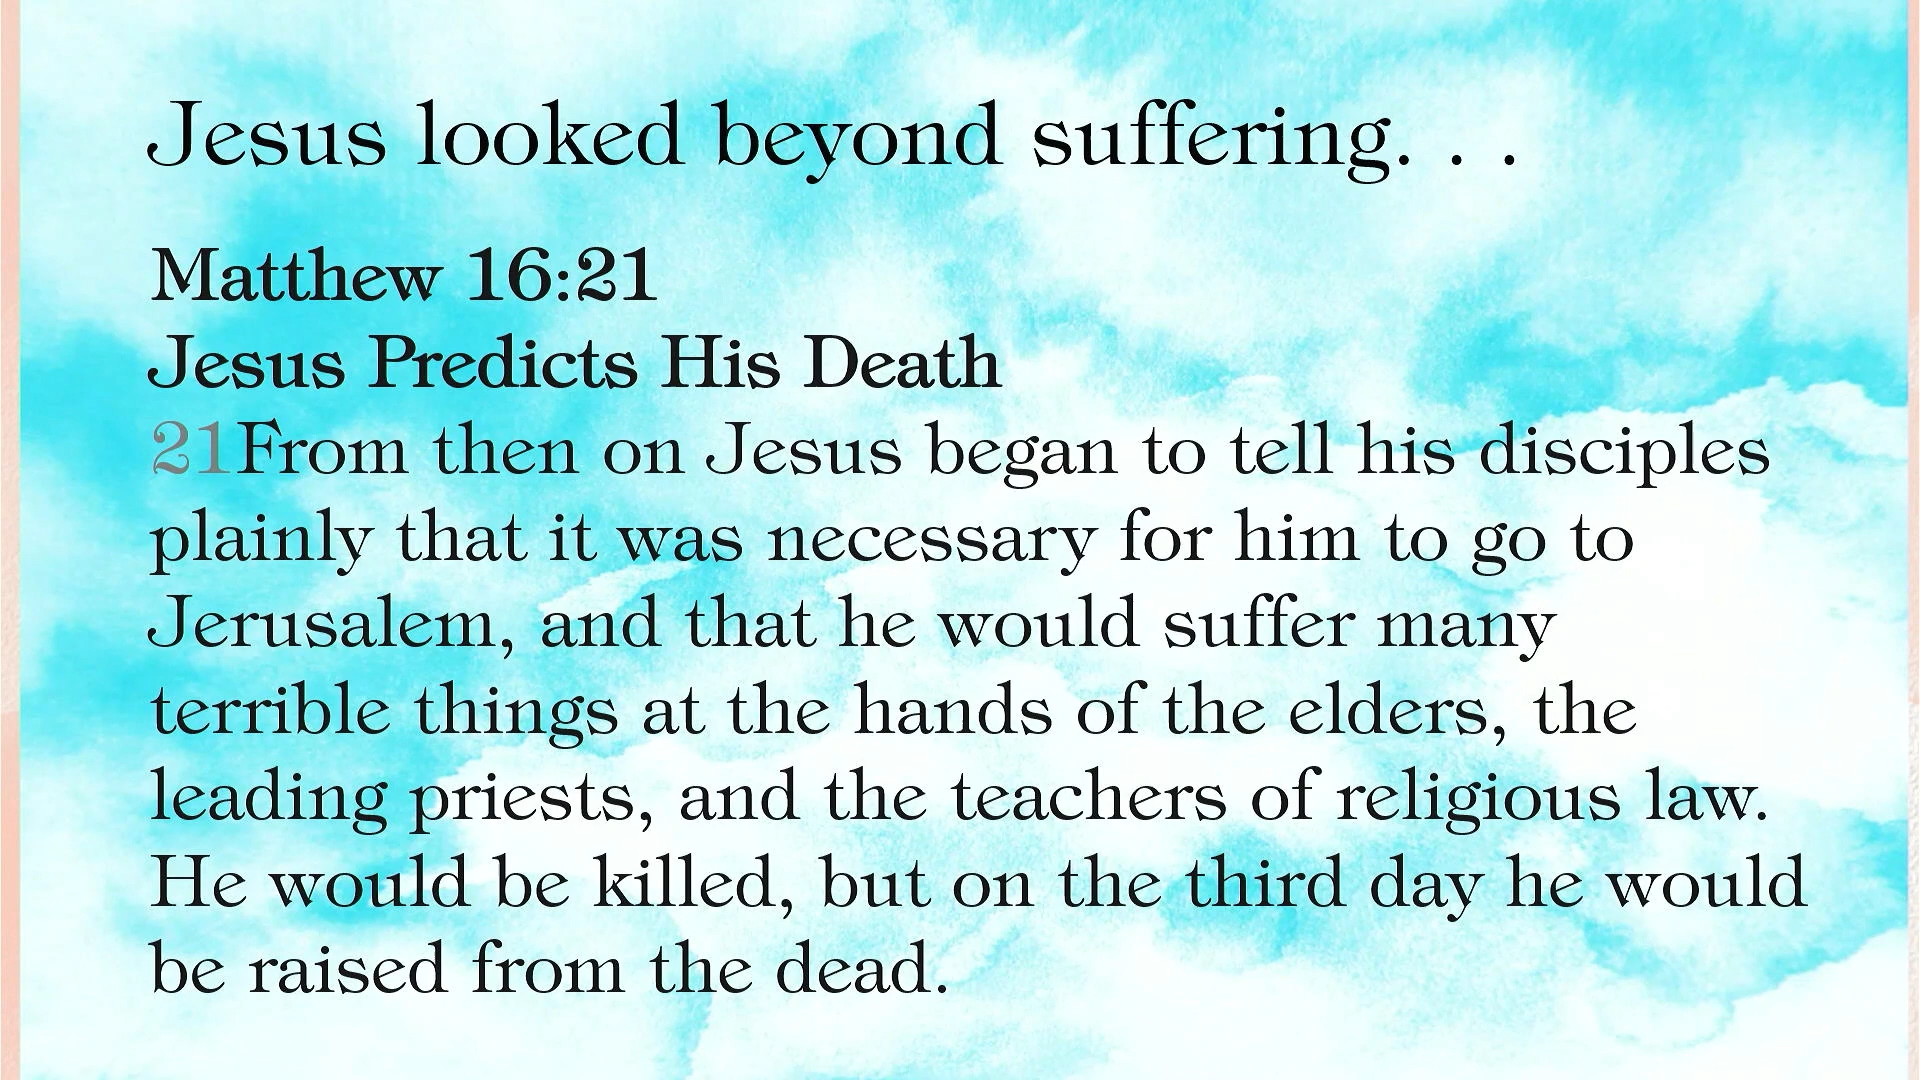 Jesus looked beyond suffering. . .
Matthew 16:21
Jesus Predicts His Death
21From then on Jesus began to tell his disciples
plainly that it was necessary for him to go to
Jerusalem, and that he would suffer many
terrible things at the hands of the elders, the
leading priests, and the teachers of religious law.
He would be killed, but on the third day he would
be raised from the dead.